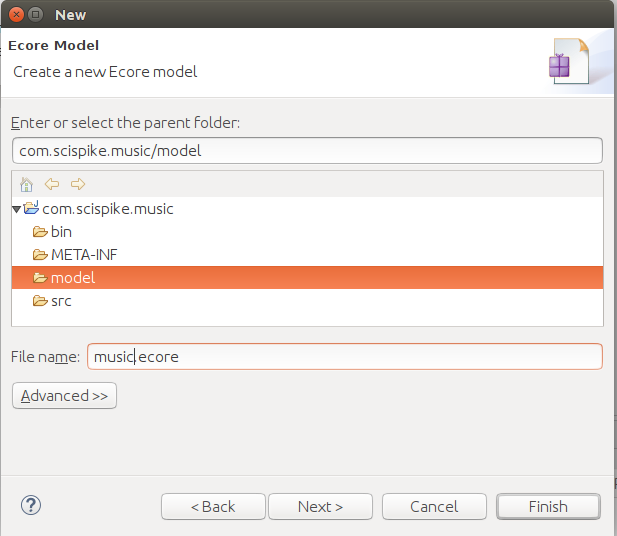 New
Ecore Model
Create a new Ecore model
Enter or select the parent folder:
com.scispike.music/model
com.scispike.music
bin
META-INF
model
src
File name: music.ecore
Advanced >>
? < Back Next > Cancel Finish